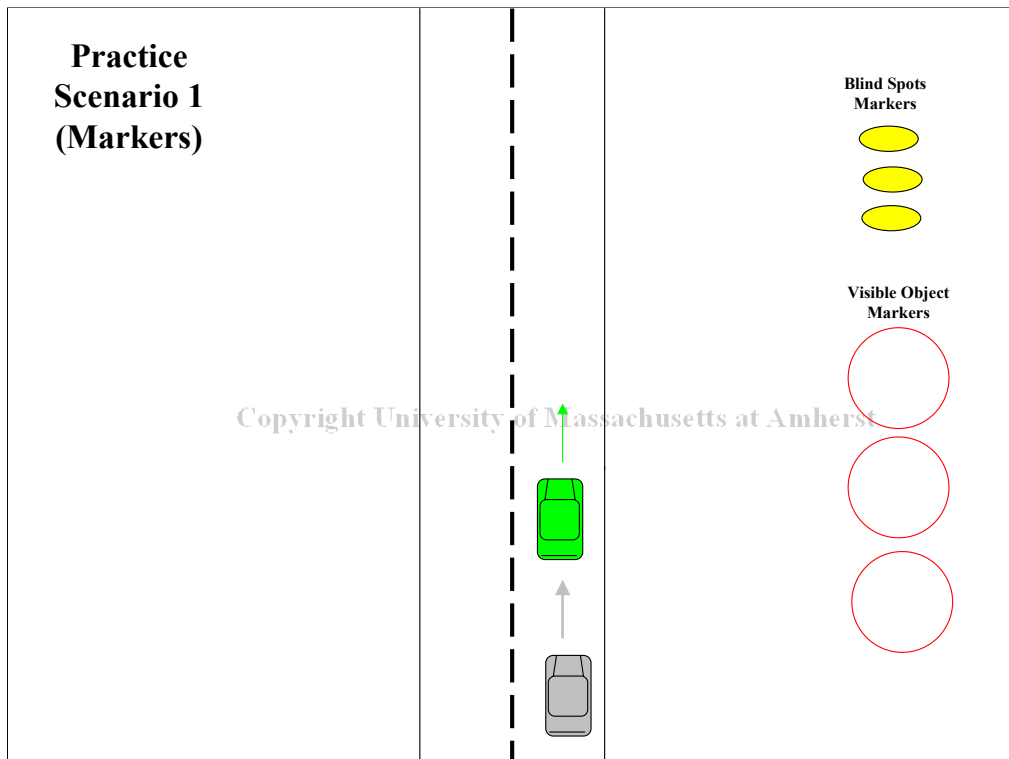 Practice
Scenario 1
(Markers)
Blind Spots
Markers
Visible Object
Markers
Copyright University of Massachusetts at Amherst